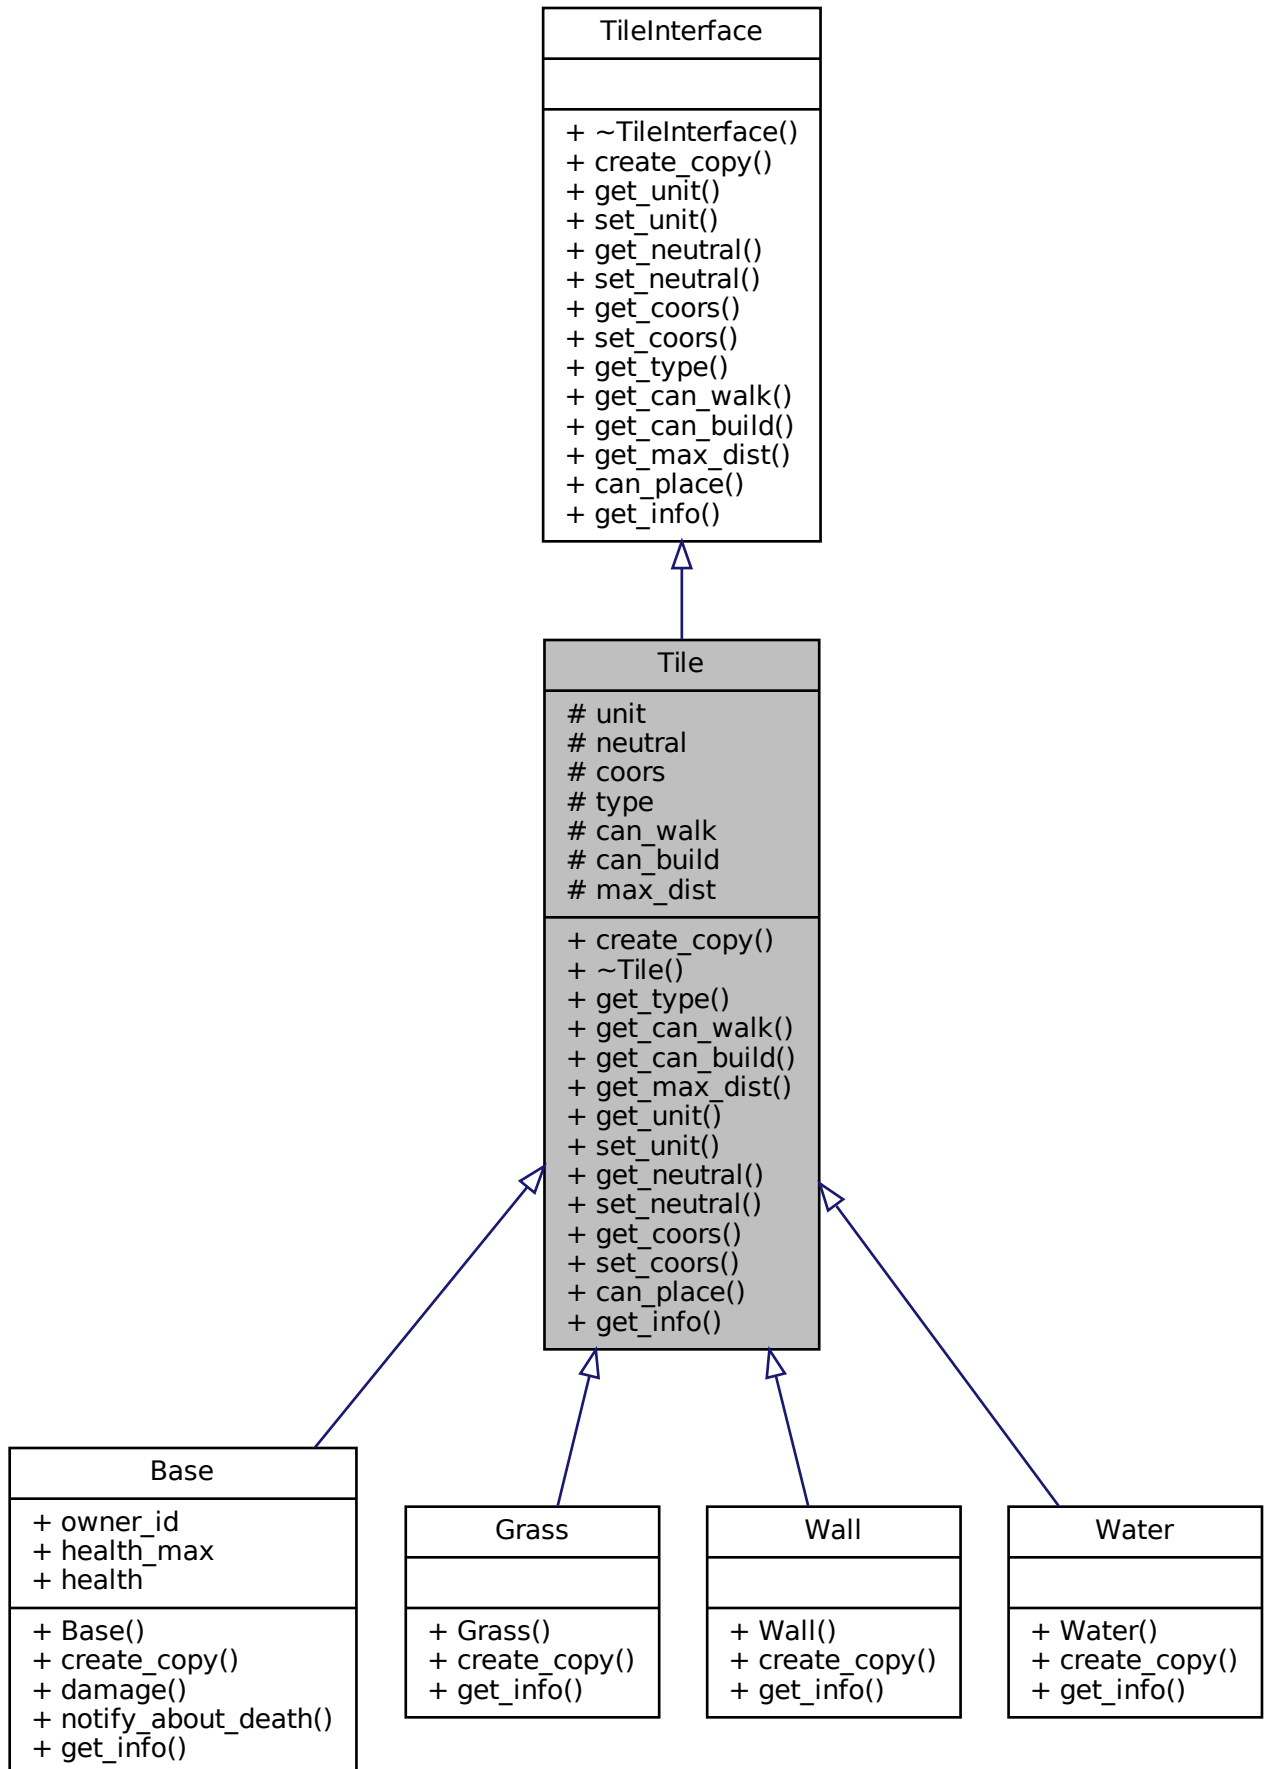 TileInterface
+ ~TileInterface()
+ create_copy()
+ get_unit()
+ set_unit()
+ get_neutral()
+ set_neutral()
+ get_coors()
+ set_coors()
+ get_type()
+ get_can_walk()
+ get_can_build()
+ get_max_dist()
+ can_place()
+ get_info()
Tile
# unit
# neutral
# coors
# type
# can_walk
# can_build
# max_dist
+ create_copy()
+ ~Tile()
+ get_type()
+ get_can_walk()
+ get_can_build()
+ get_max_dist()
+ get_unit()
+ set_unit()
+ get_neutral()
+ set_neutral()
+ get_coors()
+ set_coors()
+ can_place()
+ get_info()
Base
+ owner_id
+ health_max
+ health
+ Base()
+ create_copy()
+ damage()
+ notify_about_death()
+ get_info()
Grass
+ Grass()
+ create_copy()
+ get_info()
Wall
+ Wall()
+ create_copy()
+ get_info()
Water
+ Water()
+ create_copy()
+ get_info()